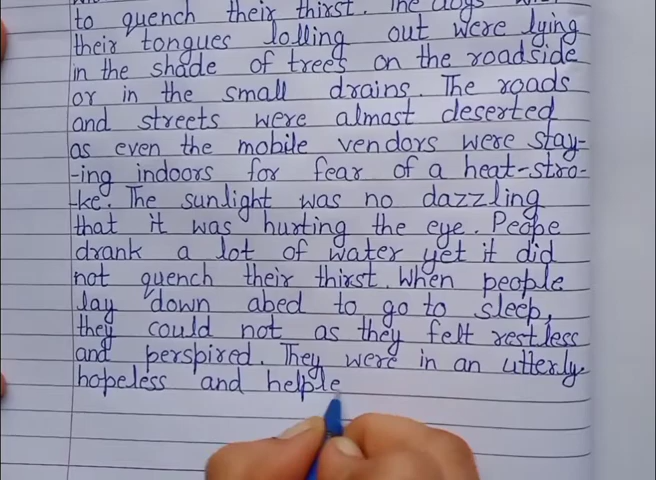 to quench their thirst. The dogs with
their tongues lolling out were lying
in the shade of trees on the roadside
or in the small drains. The roads
and streets were almost deserted
as even the mobile vendors were stay-
-ing indoors for fear of a heat-stro-
-ke. The sunlight was no dazzling
that it was hurting the eye. Peope
drank a lot of water yet it did
not quench their thirst. When people
lay down abed to go to sleep,
they could not as they felt restless
and perspired. They were in an utterly
hopeless and helple